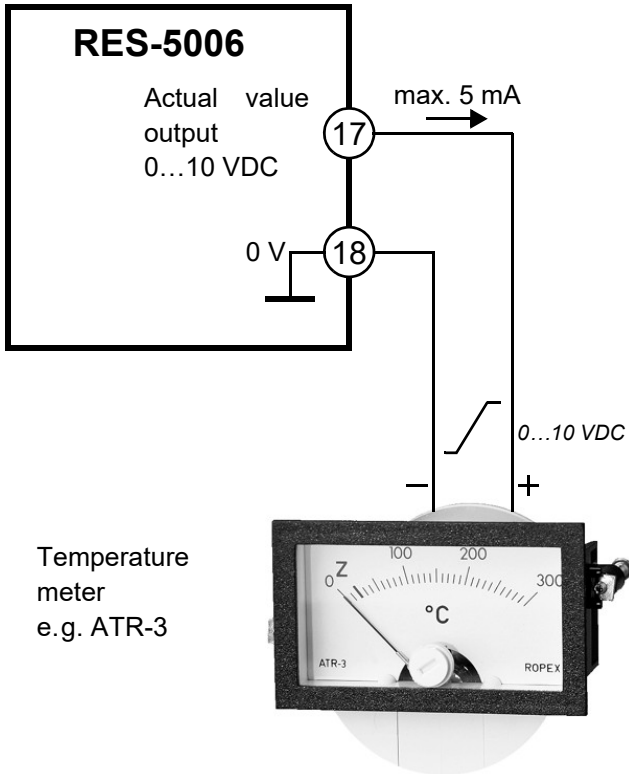 RES-5006
Actual value
output
0…10 VDC
max. 5 mA
17
0 V
18
0...10 VDC
− +
Temperature
meter
e.g. ATR-3
0 Z 100 200 300
°C
ATR-3 ROPEX